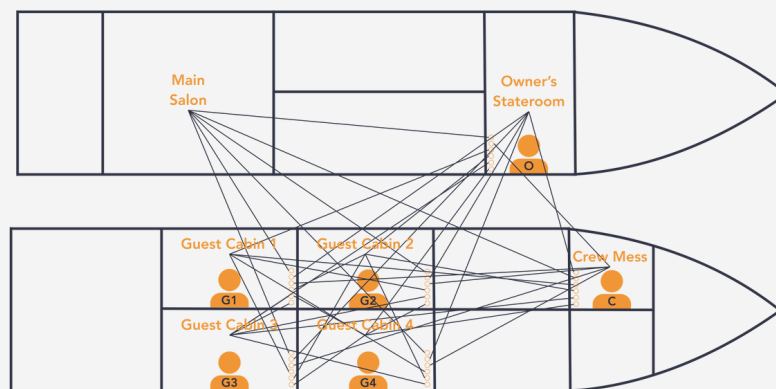 Main
Salon
Owner's
Stateroom
O
Guest Cabin 1
Guest Cabin 2
Crew Mess
G1
G2
C
Guest Cabin 3
Guest Cabin 4
G3
G4